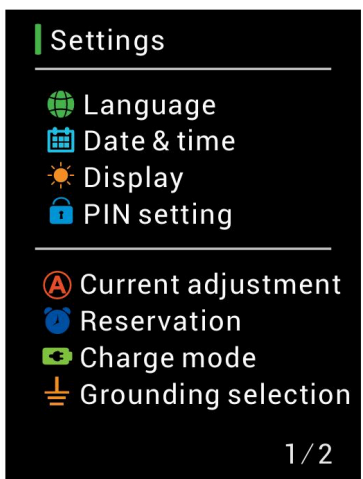 Settings
Language
Date & time
Display
PIN setting
Current adjustment
Reservation
Charge mode
Grounding selection
1/2